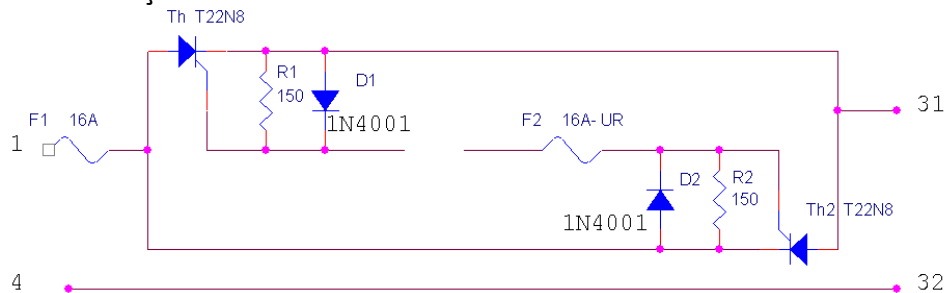 Th T22N8
R1
150
D1
1N4001
31
F1 16A
1
F2 16A-UR
D2
R2
150
1N4001
Th2 T22N8
4
32